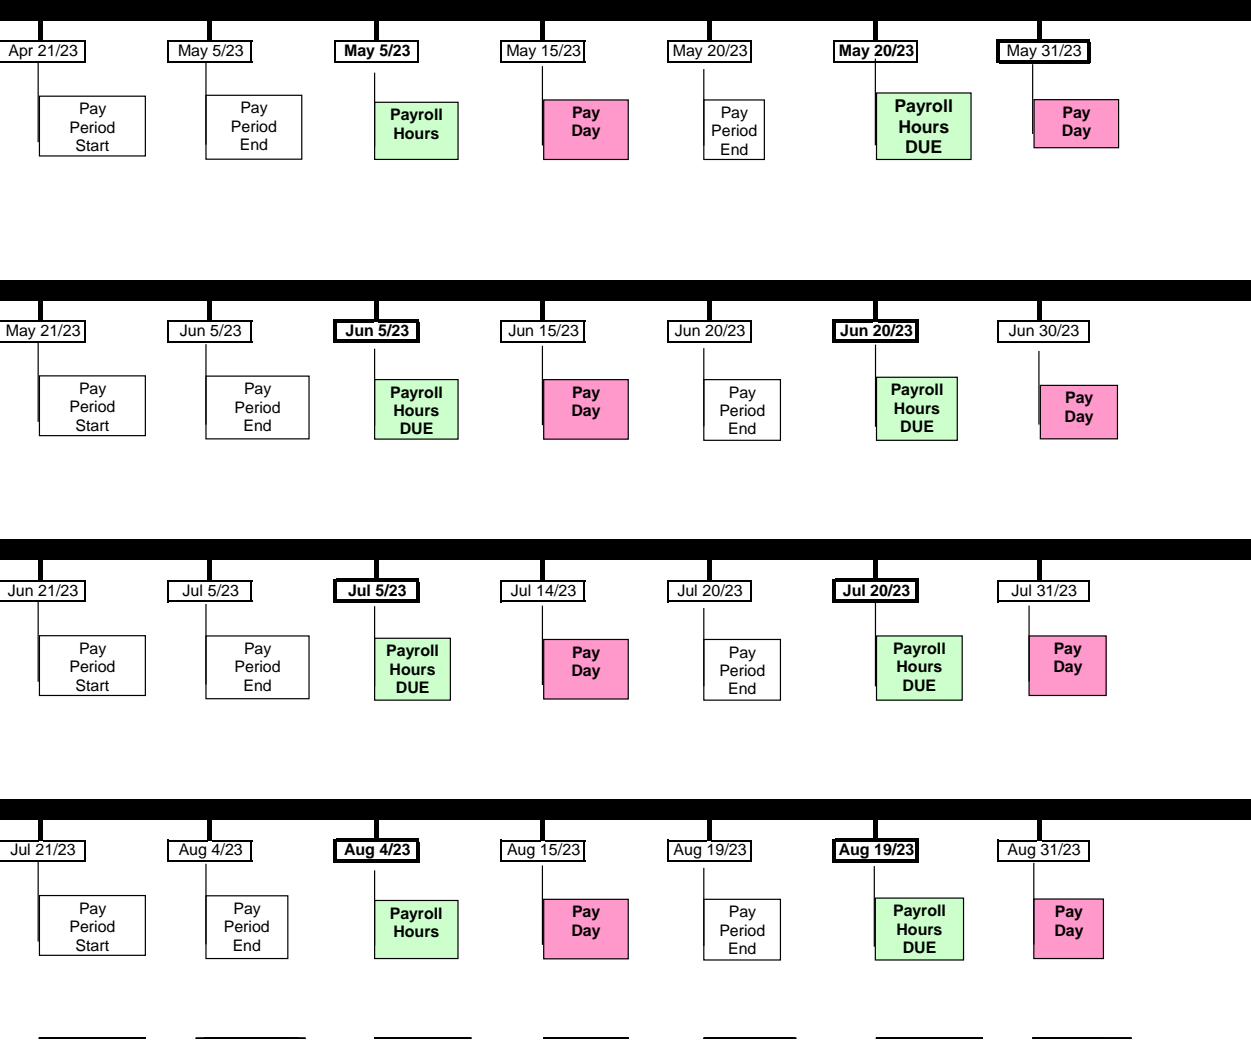 Apr 21/23 May 5/23 May 5/23 May 15/23 May 20/23 May 20/23 May 31/23
Pay Period Start
Pay Period End
Payroll Hours
Pay Day
Pay Period End
Payroll Hours DUE
Pay Day
May 21/23 Jun 5/23 Jun 5/23 Jun 15/23 Jun 20/23 Jun 20/23 Jun 30/23
Pay Period Start
Pay Period End
Payroll Hours DUE
Pay Day
Pay Period End
Payroll Hours DUE
Pay Day
Jun 21/23 Jul 5/23 Jul 5/23 Jul 14/23 Jul 20/23 Jul 20/23 Jul 31/23
Pay Period Start
Pay Period End
Payroll Hours DUE
Pay Day
Pay Period End
Payroll Hours DUE
Pay Day
Jul 21/23 Aug 4/23 Aug 4/23 Aug 15/23 Aug 19/23 Aug 19/23 Aug 31/23
Pay Period Start
Pay Period End
Payroll Hours
Pay Day
Pay Period End
Payroll Hours DUE
Pay Day